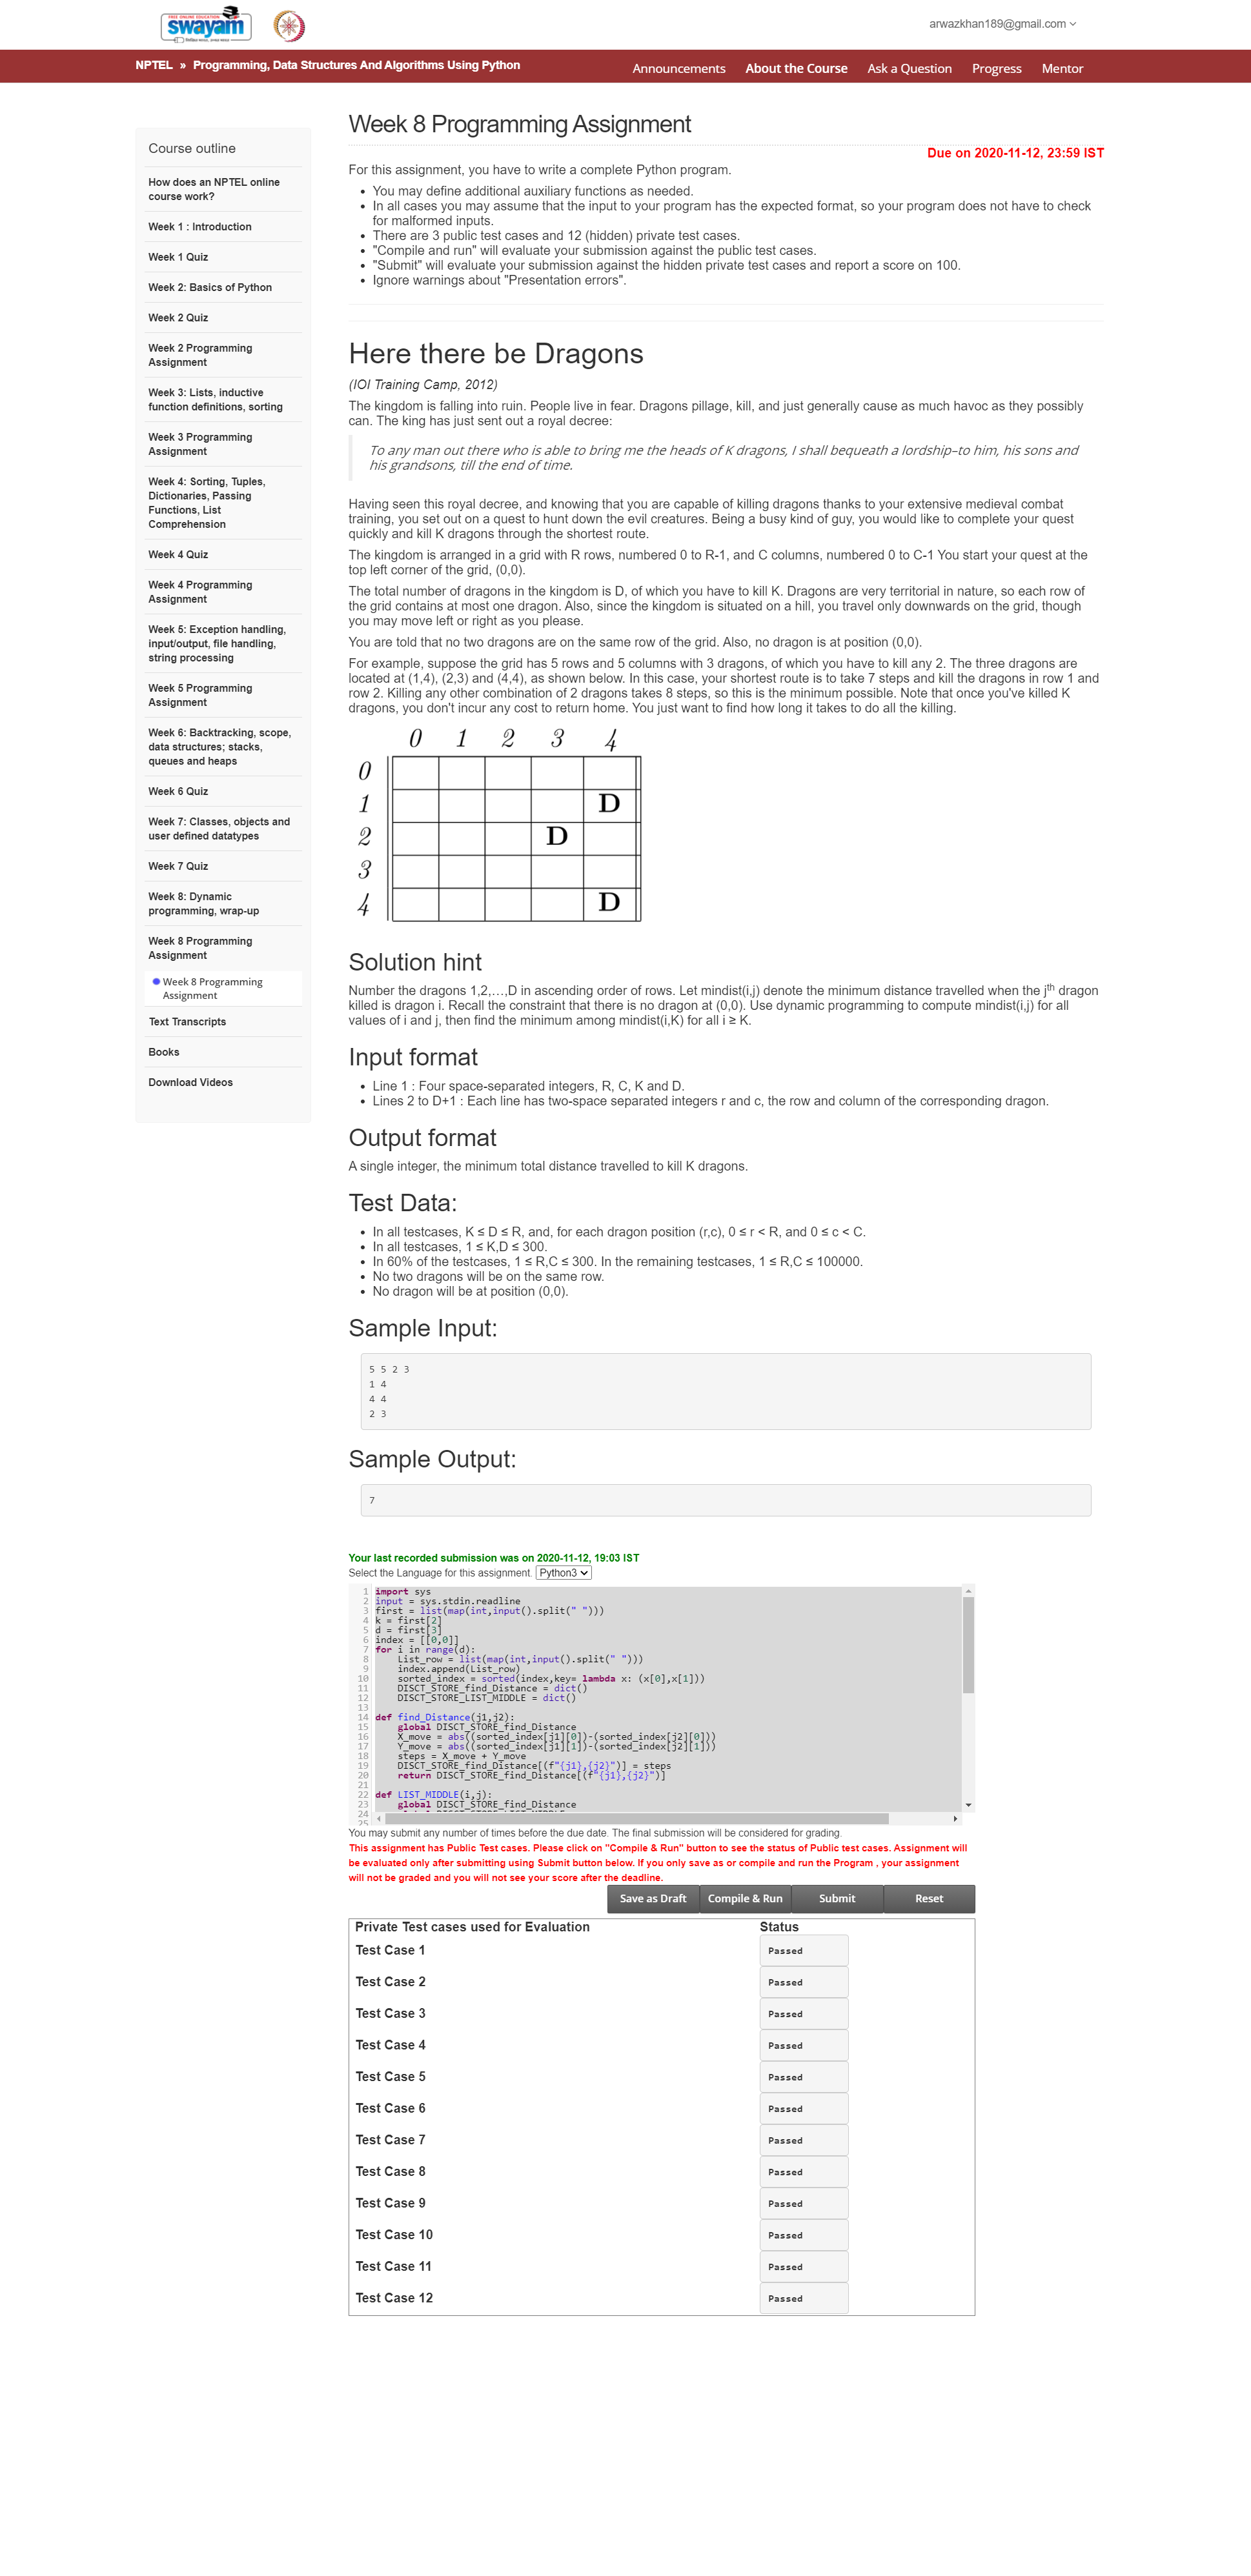 FREE ONLINE EDUCATION
swayam
arwazkhan189@gmail.com
NPTEL » Programming, Data Structures And Algorithms Using Python
Announcements About the Course Ask a Question Progress Mentor
Course outline
How does an NPTEL online
course work?
Week 1 : Introduction
Week 1 Quiz
Week 2: Basics of Python
Week 2 Quiz
Week 2 Programming
Assignment
Week 3: Lists, inductive
function definitions, sorting
Week 3 Programming
Assignment
Week 4: Sorting, Tuples,
Dictionaries, Passing
Functions, List
Comprehension
Week 4 Quiz
Week 4 Programming
Assignment
Week 5: Exception handling,
input/output, file handling,
string processing
Week 5 Programming
Assignment
Week 6: Backtracking, scope,
data structures; stacks,
queues and heaps
Week 6 Quiz
Week 7: Classes, objects and
user defined datatypes
Week 7 Quiz
Week 8: Dynamic
programming, wrap-up
Week 8 Programming
Assignment
Week 8 Programming
Assignment
Text Transcripts
Books
Download Videos
Week 8 Programming Assignment
Due on 2020-11-12, 23:59 IST
For this assignment, you have to write a complete Python program.
• You may define additional auxiliary functions as needed.
• In all cases you may assume that the input to your program has the expected format, so your program does not have to check
for malformed inputs.
• There are 3 public test cases and 12 (hidden) private test cases.
• "Compile and run" will evaluate your submission against the public test cases.
• "Submit" will evaluate your submission against the hidden private test cases and report a score on 100.
• Ignore warnings about "Presentation errors".
Here there be Dragons
(IOI Training Camp, 2012)
The kingdom is falling into ruin. People live in fear. Dragons pillage, kill, and just generally cause as much havoc as they possibly
can. The king has just sent out a royal decree:
To any man out there who is able to bring me the heads of K dragons, I shall bequeath a lordship–to him, his sons and
his grandsons, till the end of time.
Having seen this royal decree, and knowing that you are capable of killing dragons thanks to your extensive medieval combat
training, you set out on a quest to hunt down the evil creatures. Being a busy kind of guy, you would like to complete your quest
quickly and kill K dragons through the shortest route.
The kingdom is arranged in a grid with R rows, numbered 0 to R-1, and C columns, numbered 0 to C-1 You start your quest at the
top left corner of the grid, (0,0).
The total number of dragons in the kingdom is D, of which you have to kill K. Dragons are very territorial in nature, so each row of
the grid contains at most one dragon. Also, since the kingdom is situated on a hill, you travel only downwards on the grid, though
you may move left or right as you please.
You are told that no two dragons are on the same row of the grid. Also, no dragon is at position (0,0).
For example, suppose the grid has 5 rows and 5 columns with 3 dragons, of which you have to kill any 2. The three dragons are
located at (1,4), (2,3) and (4,4), as shown below. In this case, your shortest route is to take 7 steps and kill the dragons in row 1 and
row 2. Killing any other combination of 2 dragons takes 8 steps, so this is the minimum possible. Note that once you've killed K
dragons, you don't incur any cost to return home. You just want to find how long it takes to do all the killing.
0 1 2 3 4
0
1 D
2 D
3
4 D
Solution hint
Number the dragons 1,2,…,D in ascending order of rows. Let mindist(i,j) denote the minimum distance travelled when the jth dragon
killed is dragon i. Recall the constraint that there is no dragon at (0,0). Use dynamic programming to compute mindist(i,j) for all
values of i and j, then find the minimum among mindist(i,K) for all i ≥ K.
Input format
• Line 1 : Four space-separated integers, R, C, K and D.
• Lines 2 to D+1 : Each line has two-space separated integers r and c, the row and column of the corresponding dragon.
Output format
A single integer, the minimum total distance travelled to kill K dragons.
Test Data:
• In all testcases, K ≤ D ≤ R, and, for each dragon position (r,c), 0 ≤ r < R, and 0 ≤ c < C.
• In all testcases, 1 ≤ K,D ≤ 300.
• In 60% of the testcases, 1 ≤ R,C ≤ 300. In the remaining testcases, 1 ≤ R,C ≤ 100000.
• No two dragons will be on the same row.
• No dragon will be at position (0,0).
Sample Input:
5 5 2 3
1 4
4 4
2 3
Sample Output:
7
Your last recorded submission was on 2020-11-12, 19:03 IST
Select the Language for this assignment. Python3
1 import sys
2 input = sys.stdin.readline
3 first = list(map(int,input().split(" ")))
4 k = first[2]
5 d = first[3]
6 index = [[0,0]]
7 for i in range(d):
8 List_row = list(map(int,input().split(" ")))
9 index.append(List_row)
10 sorted_index = sorted(index,key= lambda x: (x[0],x[1]))
11 DISCT_STORE_find_Distance = dict()
12 DISCT_STORE_LIST_MIDDLE = dict()
13
14 def find_Distance(j1,j2):
15 global DISCT_STORE_find_Distance
16 X_move = abs((sorted_index[j1][0])-(sorted_index[j2][0]))
17 Y_move = abs((sorted_index[j1][1])-(sorted_index[j2][1]))
18 steps = X_move + Y_move
19 DISCT_STORE_find_Distance[(f"{j1},{j2}")] = steps
20 return DISCT_STORE_find_Distance[(f"{j1},{j2}")]
21
22 def LIST_MIDDLE(i,j):
23 global DISCT_STORE_find_Distance
24
25
You may submit any number of times before the due date. The final submission will be considered for grading.
This assignment has Public Test cases. Please click on "Compile & Run" button to see the status of Public test cases. Assignment will
be evaluated only after submitting using Submit button below. If you only save as or compile and run the Program , your assignment
will not be graded and you will not see your score after the deadline.
Save as Draft Compile & Run Submit Reset
Private Test cases used for Evaluation Status
Test Case 1 Passed
Test Case 2 Passed
Test Case 3 Passed
Test Case 4 Passed
Test Case 5 Passed
Test Case 6 Passed
Test Case 7 Passed
Test Case 8 Passed
Test Case 9 Passed
Test Case 10 Passed
Test Case 11 Passed
Test Case 12 Passed